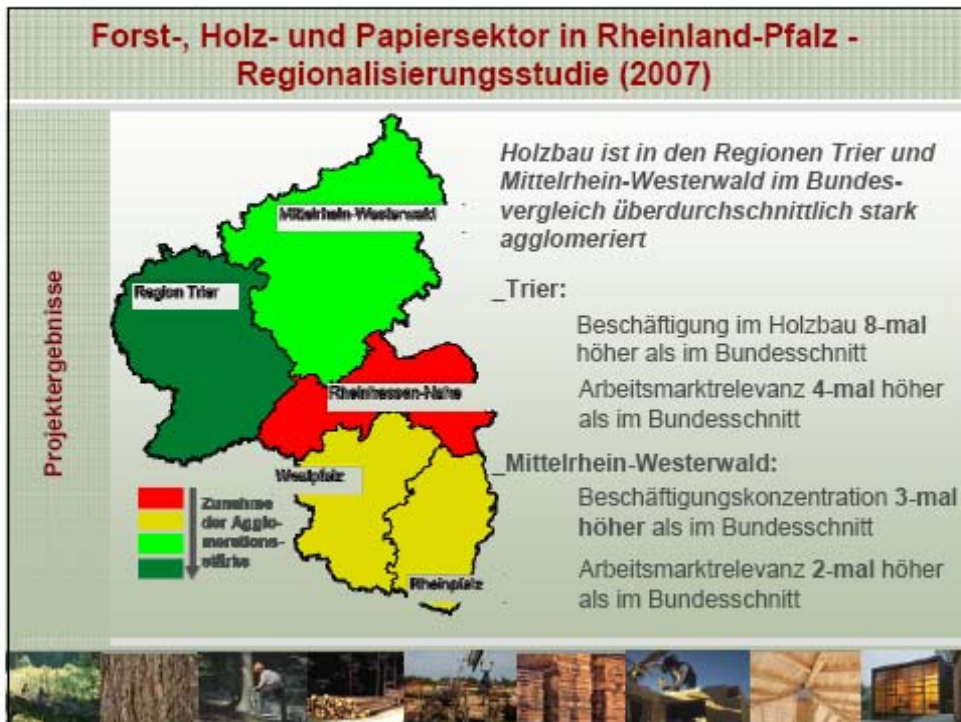 Forst-, Holz- und Papiersektor in Rheinland-Pfalz -
Regionalisierungsstudie (2007)
Projektergebnisse
Mittelrhein-Westerwald
Region Trier
Rheinhessen-Nahe
Westpfalz
Rheinpfalz
Zunahme
der Agglo-
merations-
stärke
Holzbau ist in den Regionen Trier und
Mittelrhein-Westerwald im Bundes-
vergleich überdurchschnittlich stark
agglomeriert
_Trier:
Beschäftigung im Holzbau 8-mal
höher als im Bundesschnitt
Arbeitsmarktrelevanz 4-mal höher
als im Bundesschnitt
_Mittelrhein-Westerwald:
Beschäftigungskonzentration 3-mal
höher als im Bundesschnitt
Arbeitsmarktrelevanz 2-mal höher
als im Bundesschnitt